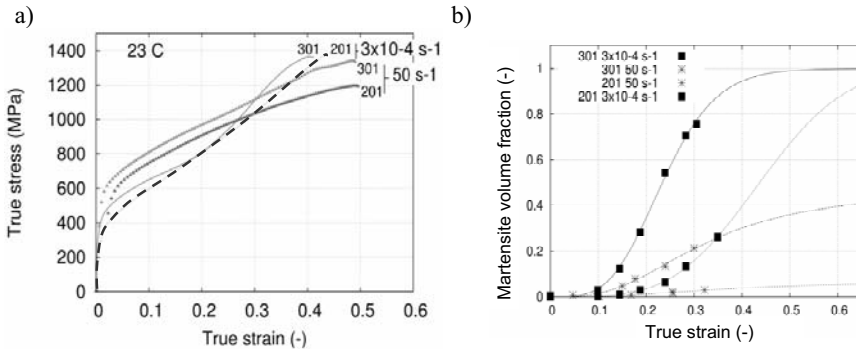 a)
23 C
301 201 3x10-4 s-1
301
201
50 s-1
1400
1200
1000
800
600
400
200
0
True stress (MPa)
0 0.1 0.2 0.3 0.4 0.5 0.6
True strain (-)
b)
301 3x10-4 s-1
301 50 s-1
201 50 s-1
201 3x10-4 s-1
1
0.8
0.6
0.4
0.2
0
Martensite volume fraction (-)
0 0.1 0.2 0.3 0.4 0.5 0.6
True strain (-)